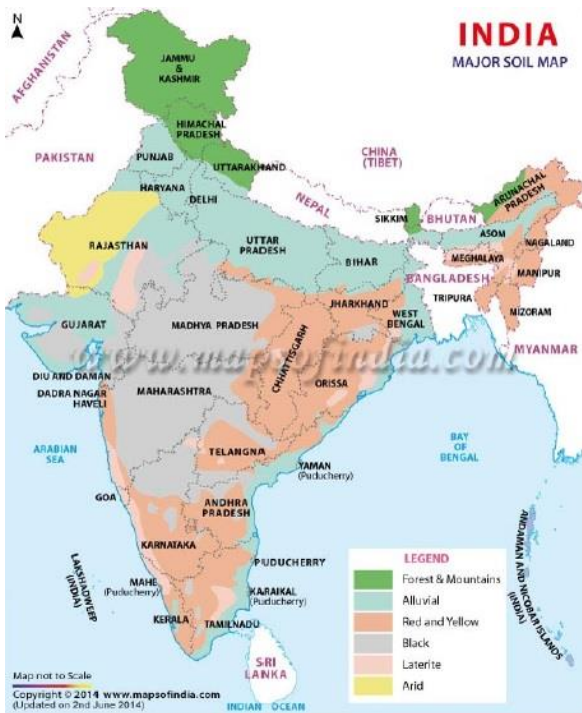 N
INDIA
MAJOR SOIL MAP
AFGHANISTAN
JAMMU
&
KASHMIR
HIMACHAL
PRADESH
PUNJAB
UTTARAKHAND
PAKISTAN
CHINA
(TIBET)
HARYANA
DELHI
NEPAL
SIKKIM
BHUTAN
ARUNACHAL
PRADESH
RAJASTHAN
UTTAR
PRADESH
BIHAR
ASOM
NAGALAND
MEGHALAYA
BANGLADESH
MANIPUR
TRIPURA
MIZORAM
GUJARAT
MADHYA PRADESH
JHARKHAND
WEST
BENGAL
CHHATTISGARH
www.mapsofindia.com
MYANMAR
DIU AND DAMAN
DADRA NAGAR
HAVELI
MAHARASHTRA
ORISSA
ARABIAN
SEA
TELANGNA
YAMAN
(Puducherry)
BAY
OF
BENGAL
GOA
ANDHRA
PRADESH
KARNATAKA
LAKSHADWEEP
(INDIA)
MAHE
(Puducherry)
PUDUCHERRY
KARAIKAL
(Puducherry)
KERALA
TAMILNADU
ANDAMAN AND NICOBAR ISLANDS
(INDIA)
SRI
LANKA
INDIAN OCEAN
LEGEND
Forest & Mountains
Alluvial
Red and Yellow
Black
Laterite
Arid
Map not to Scale
Copyright © 2014 www.mapsofindia.com
(Updated on 2nd June 2014)